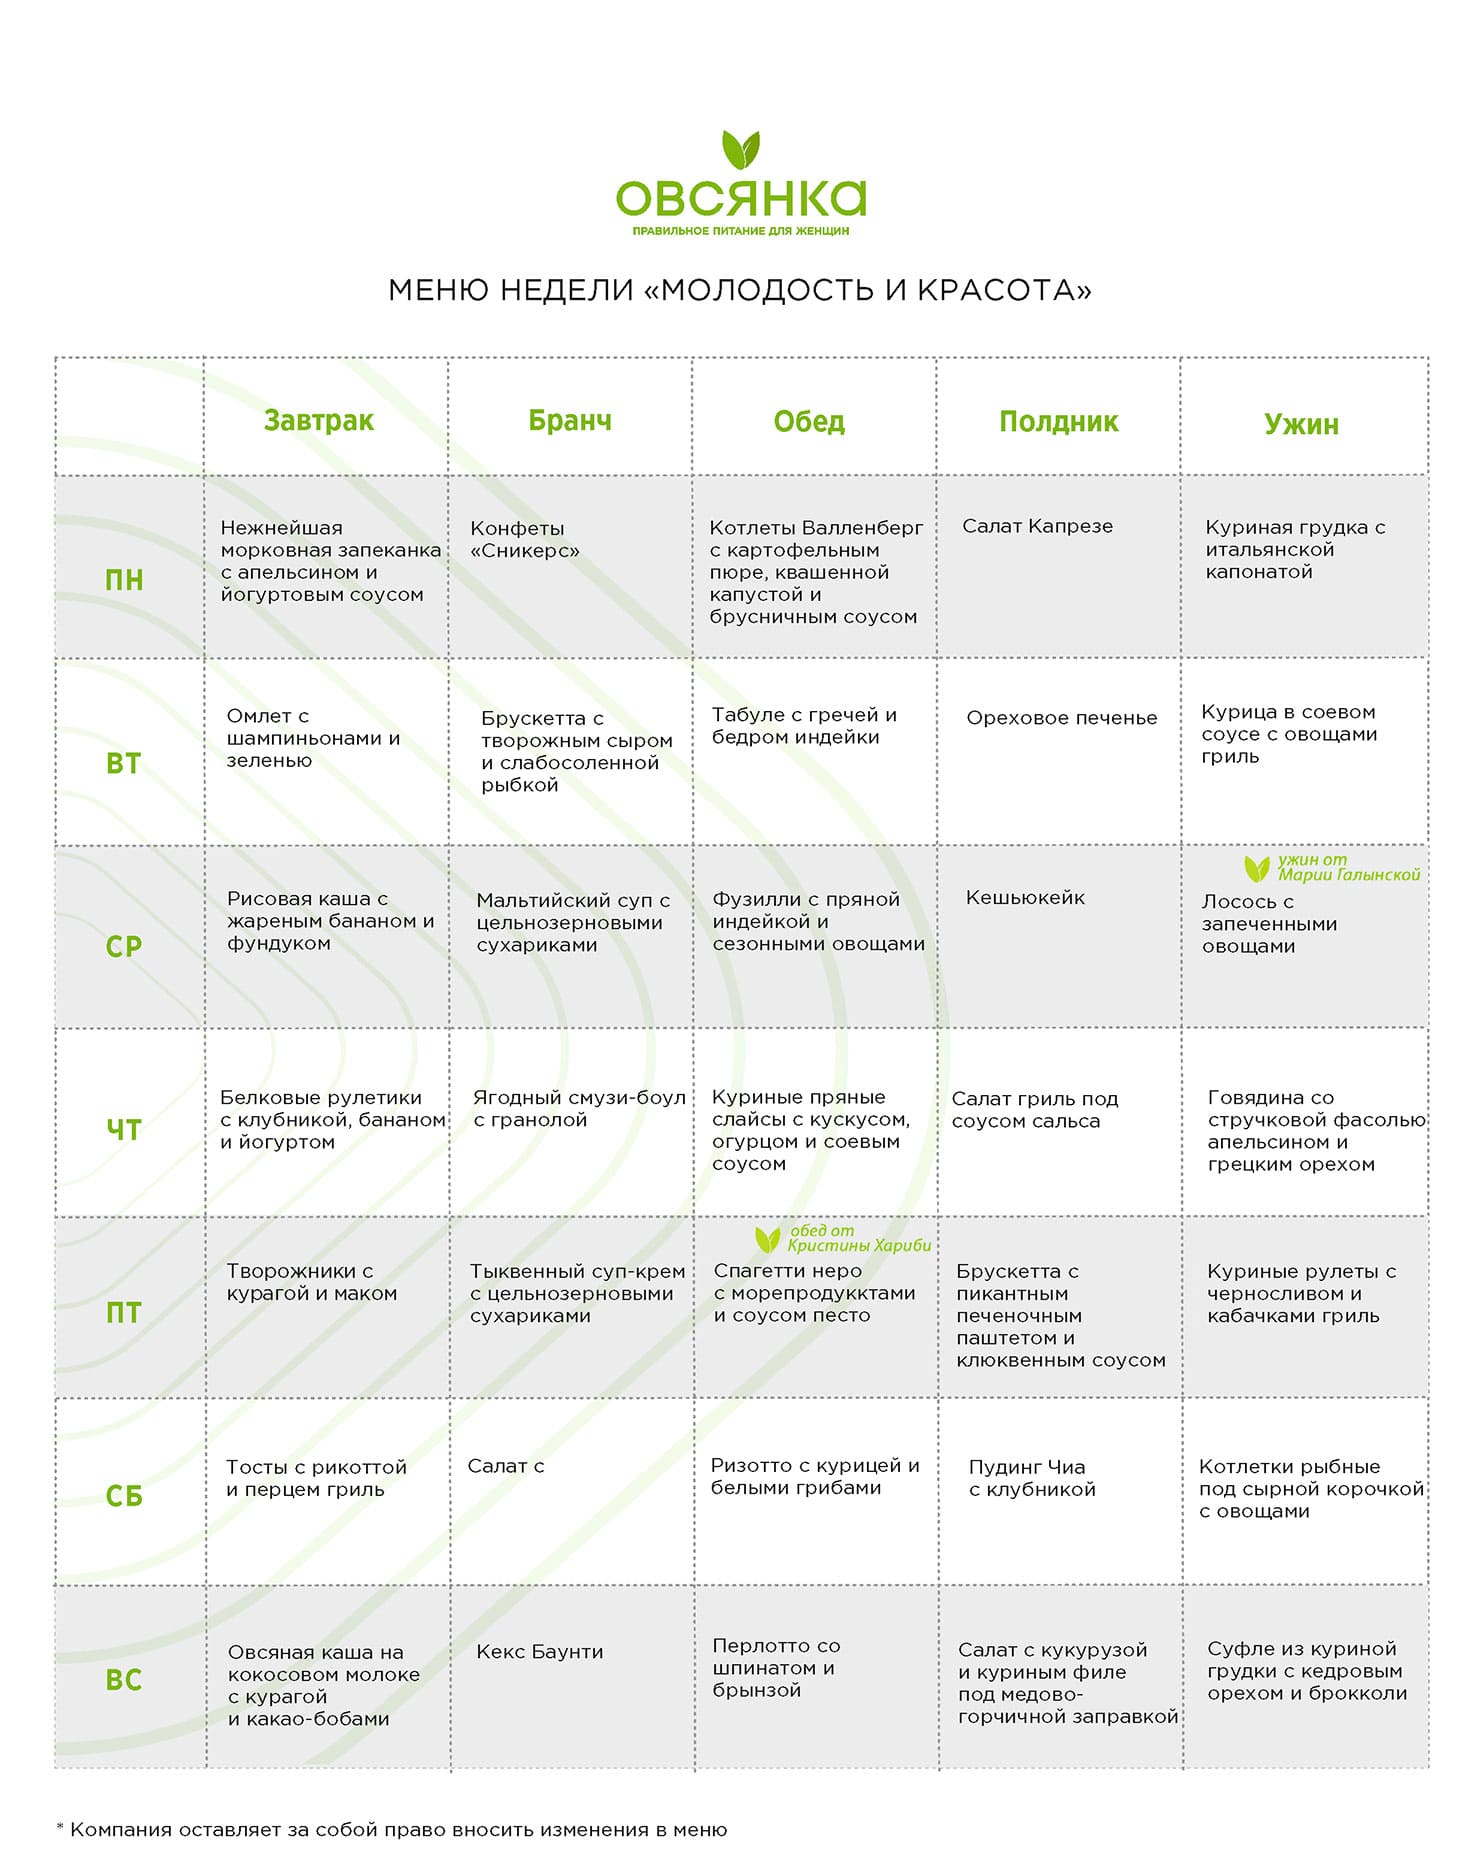 ОВСЯНКА
ПРАВИЛЬНОЕ ПИТАНИЕ ДЛЯ ЖЕНЩИН
МЕНЮ НЕДЕЛИ «МОЛОДОСТЬ И КРАСОТА»
Завтрак
Бранч
Обед
Полдник
Ужин
ПН
Нежнейшая
морковная запеканка
с апельсином и
йогуртовым соусом
Конфеты
«Сникерс»
Котлеты Валленберг
с картофельным
пюре, квашенной
капустой и
брусничным соусом
Салат Капрезе
Куриная грудка с
итальянской
капонатой
ВТ
Омлет с
шампиньонами и
зеленью
Брускетта с
творожным сыром
и слабосоленной
рыбкой
Табуле с гречей и
бедром индейки
Ореховое печенье
Курица в соевом
соусе с овощами
гриль
СР
Рисовая каша с
жареным бананом и
фундуком
Мальтийский суп с
цельнозерновыми
сухариками
Фузилли с пряной
индейкой и
сезонными овощами
Кешьюкейк
ужин от
Марии Галынской
Лосось с
запеченными
овощами
ЧТ
Белковые рулетики
с клубникой, бананом
и йогуртом
Ягодный смузи-боул
с гранолой
Куриные пряные
слайсы с кускусом,
огурцом и соевым
соусом
Салат гриль под
соусом сальса
Говядина со
стручковой фасолью
апельсином и
грецким орехом
ПТ
Творожники с
курагой и маком
Тыквенный суп-крем
с цельнозерновыми
сухариками
обед от
Кристины Хариби
Спагетти неро
с морепродукктами
и соусом песто
Брускетта с
пикантным
печеночным
паштетом и
клюквенным соусом
Куриные рулеты с
черносливом и
кабачками гриль
СБ
Тосты с рикоттой
и перцем гриль
Салат с
Ризотто с курицей и
белыми грибами
Пудинг Чиа
с клубникой
Котлетки рыбные
под сырной корочкой
с овощами
ВС
Овсяная каша на
кокосовом молоке
с курагой
и какао-бобами
Кекс Баунти
Перлотто со
шпинатом и
брынзой
Салат с кукурузой
и куриным филе
под медово-
горчичной заправкой
Суфле из куриной
грудки с кедровым
орехом и брокколи
* Компания оставляет за собой право вносить изменения в меню